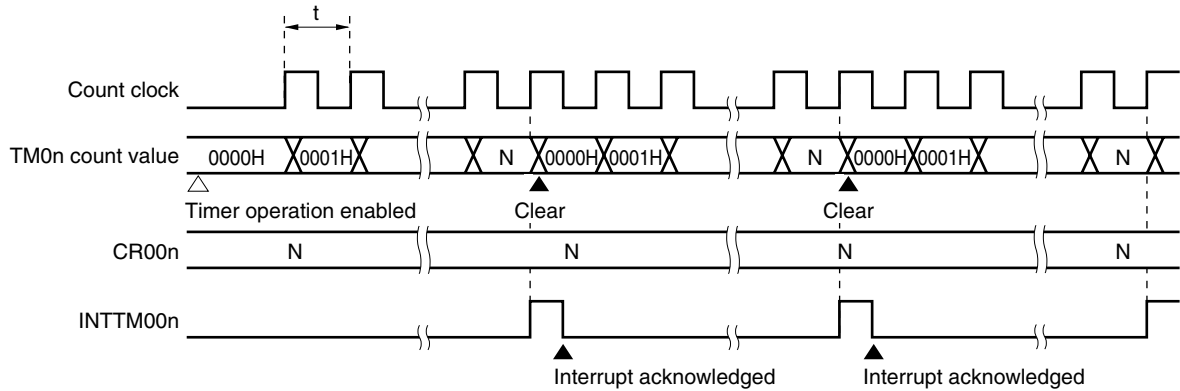 t
Count clock
TM0n count value 0000H 0001H N 0000H 0001H N 0000H 0001H N
Timer operation enabled Clear Clear
CR00n N N N N
INTTM00n
Interrupt acknowledged Interrupt acknowledged